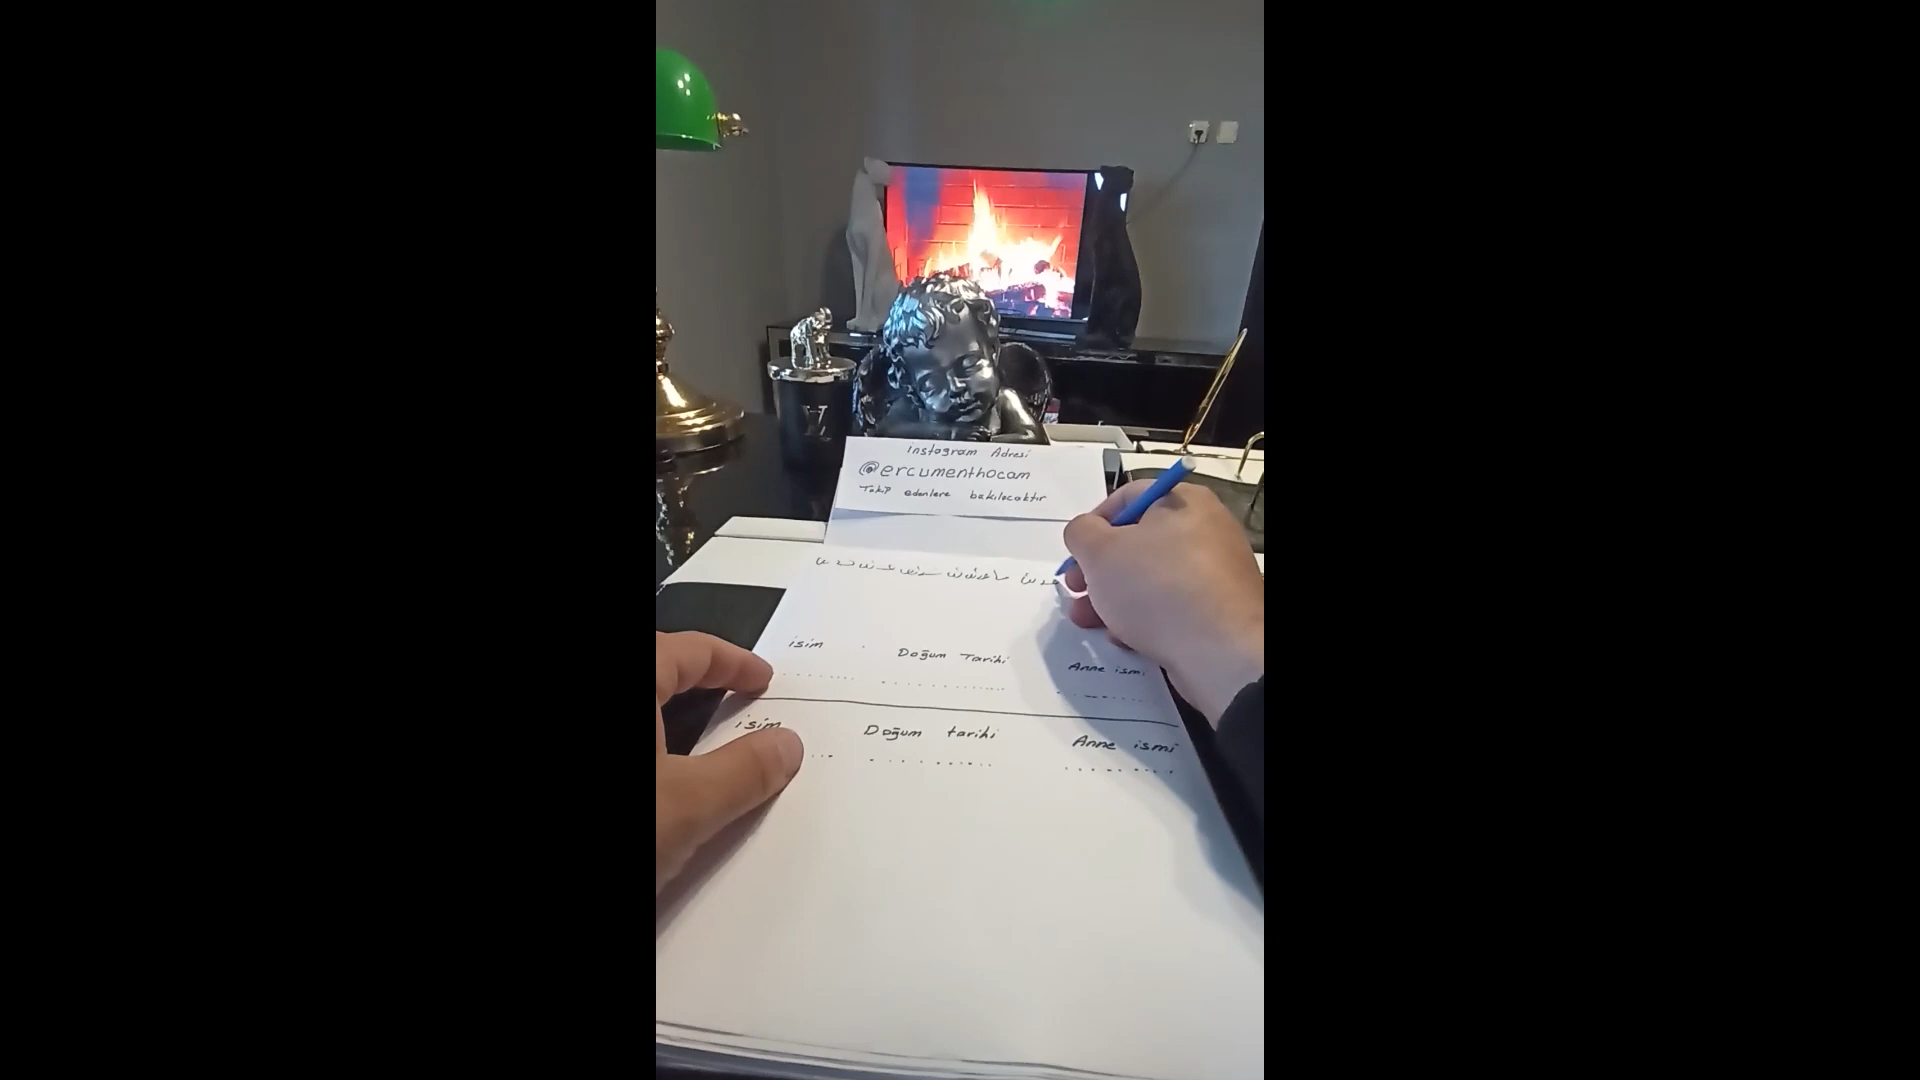 instagram Adresi
@ercumenthocam
Takip edenlere bakılacaktır
isim Doğum Tarihi Anne ismi
isim Doğum tarihi Anne ismi